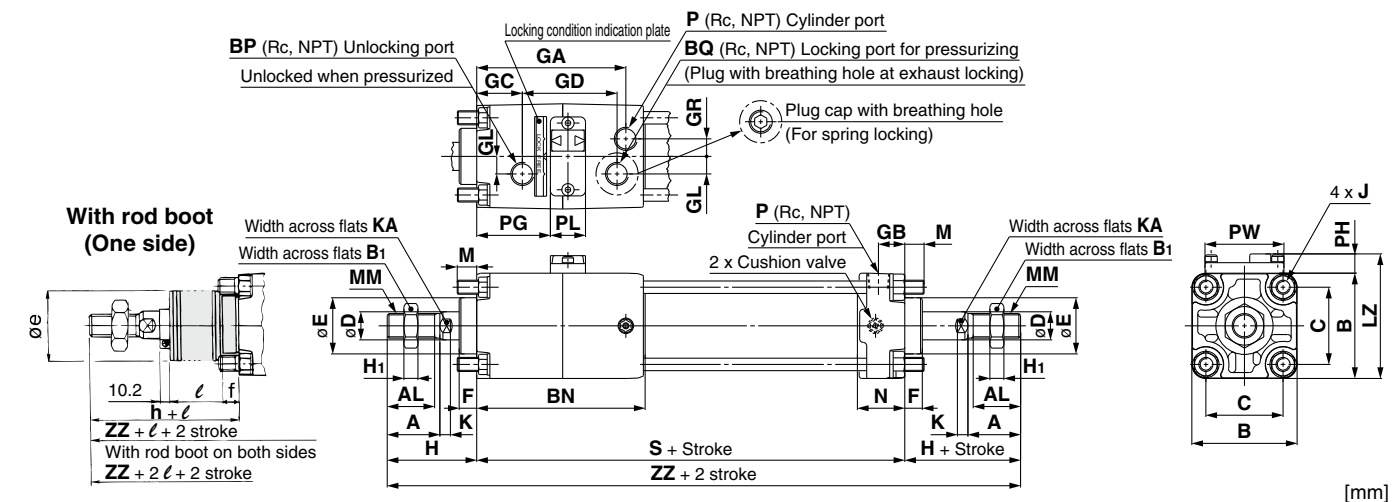 P (Rc, NPT) Cylinder port
Locking condition indication plate
BP (Rc, NPT) Unlocking port
Unlocked when pressurized
BQ (Rc, NPT) Locking port for pressurizing
(Plug with breathing hole at exhaust locking)
GA
GC
GD
GR
Plug cap with breathing hole
(For spring locking)
GL
LOCK
FREE
GL
PG
PL
With rod boot
(One side)
Width across flats KA
Width across flats B1
MM
M
P (Rc, NPT)
Cylinder port
2 x Cushion valve
GB
M
Width across flats KA
Width across flats B1
MM
4 x J
PW
PH
øe
øE
øD
øD
øE
C
B
LZ
10.2
ℓ
f
h + ℓ
ZZ + ℓ + 2 stroke
With rod boot on both sides
ZZ + 2 ℓ + 2 stroke
H1
AL
A
K
F
H
BN
N
F
K
H1
AL
A
S + Stroke
H + Stroke
ZZ + 2 stroke
C
B
[mm]